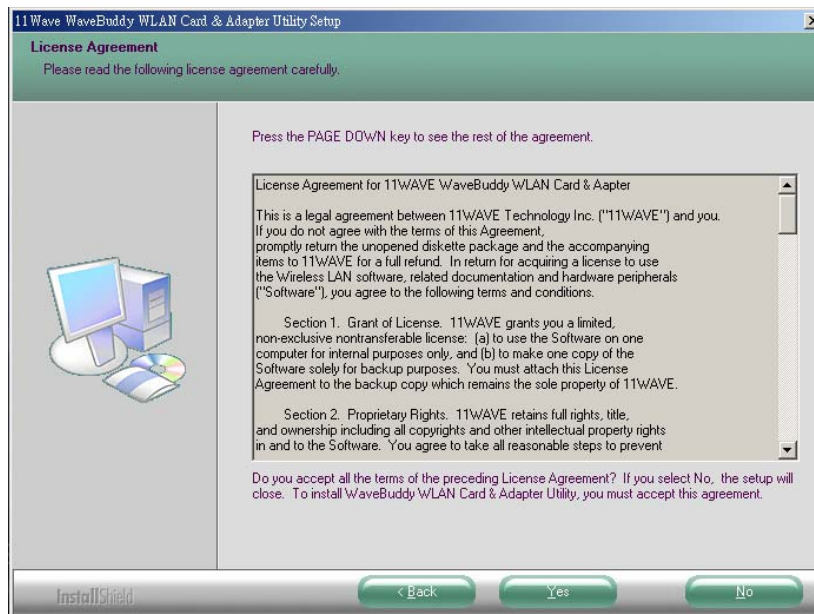 11Wave WaveBuddy WLAN Card & Adapter Utility Setup
License Agreement
Please read the following license agreement carefully.
Press the PAGE DOWN key to see the rest of the agreement.
License Agreement for 11WAVE WaveBuddy WLAN Card & Aapter
This is a legal agreement between 11WAVE Technology Inc. ("11WAVE") and you.
If you do not agree with the terms of this Agreement,
promptly return the unopened diskette package and the accompanying
items to 11WAVE for a full refund.  In return for acquiring a license to use
the Wireless LAN software, related documentation and hardware peripherals
("Software"), you agree to the following terms and conditions.
Section 1.  Grant of License.  11WAVE grants you a limited,
non-exclusive nontransferable license:  (a) to use the Software on one
computer for internal purposes only, and (b) to make one copy of the
Software solely for backup purposes.  You must attach this License
Agreement to the backup copy which remains the sole property of 11WAVE.
Section 2.  Proprietary Rights.  11WAVE retains full rights, title,
and ownership including all copyrights and other intellectual property rights
in and to the Software.  You agree to take all reasonable steps to prevent
Do you accept all the terms of the preceding License Agreement?  If you select No,  the setup will
close.  To install WaveBuddy WLAN Card & Adapter Utility, you must accept this agreement.
InstallShield
< Back
Yes
No